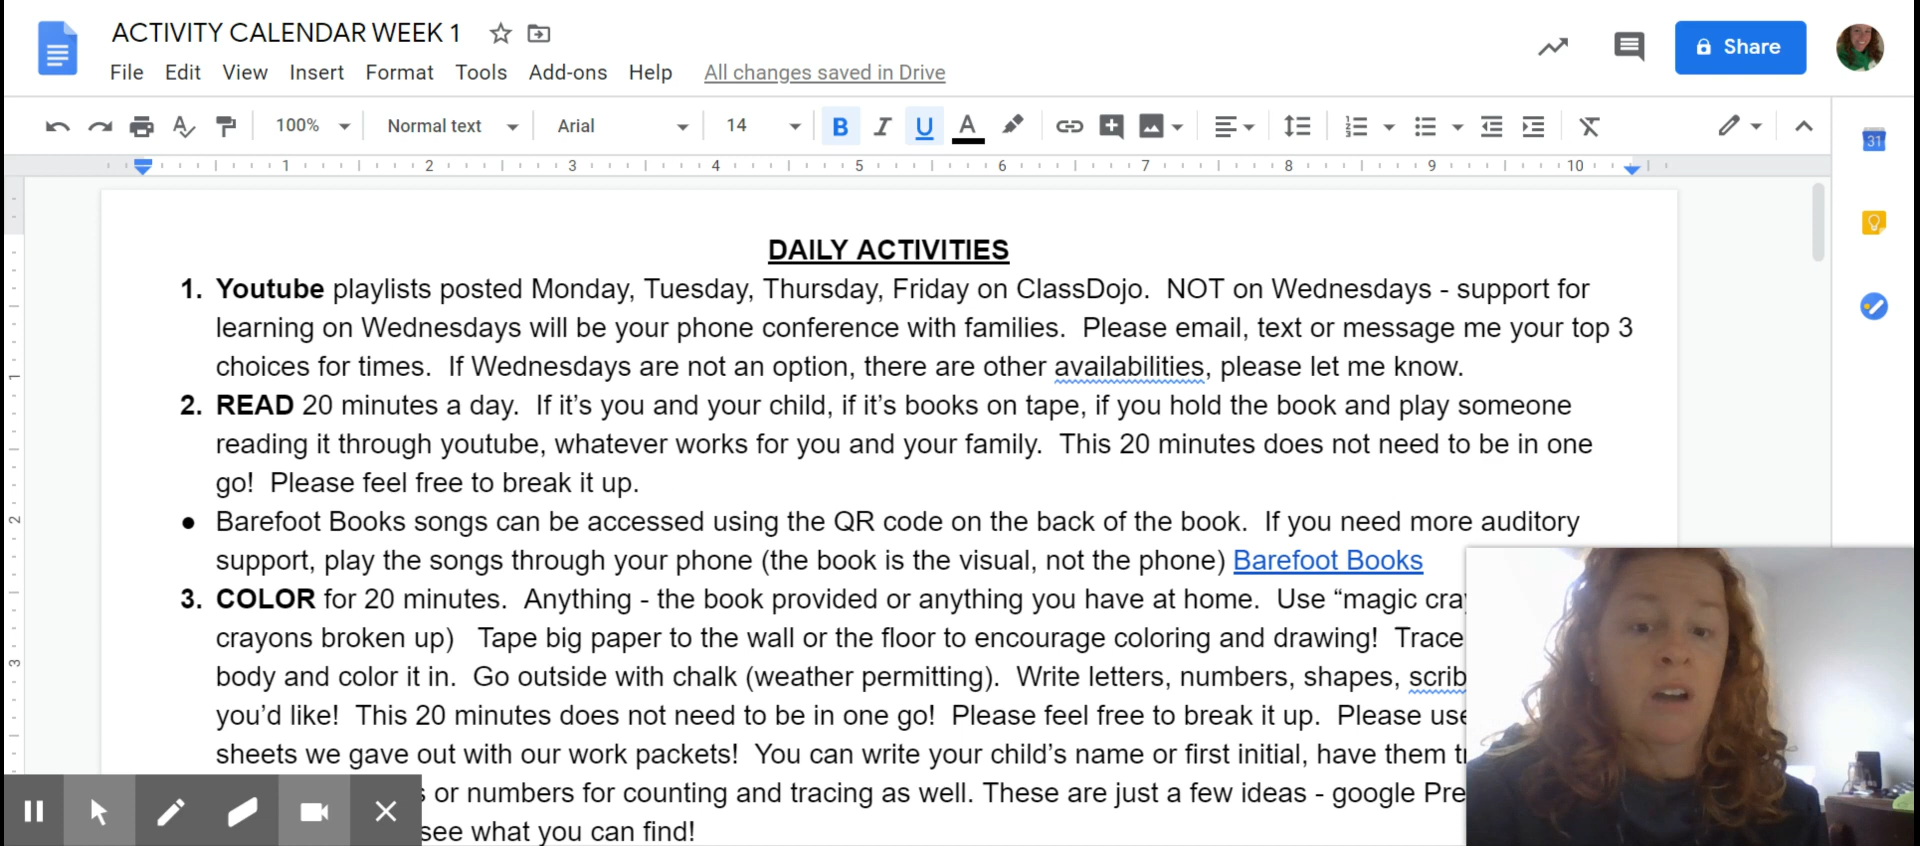 ACTIVITY CALENDAR WEEK 1
Share
File Edit View Insert Format Tools Add-ons Help All changes saved in Drive
100% Normal text Arial 14 B I U A
31
1 2 3 4 5 6 7 8 9 10
DAILY ACTIVITIES
1. Youtube playlists posted Monday, Tuesday, Thursday, Friday on ClassDojo. NOT on Wednesdays - support for
learning on Wednesdays will be your phone conference with families. Please email, text or message me your top 3
choices for times. If Wednesdays are not an option, there are other availabilities, please let me know.
2. READ 20 minutes a day. If it’s you and your child, if it’s books on tape, if you hold the book and play someone
reading it through youtube, whatever works for you and your family. This 20 minutes does not need to be in one
go! Please feel free to break it up.
● Barefoot Books songs can be accessed using the QR code on the back of the book. If you need more auditory
support, play the songs through your phone (the book is the visual, not the phone) Barefoot Books
3. COLOR for 20 minutes. Anything - the book provided or anything you have at home. Use “magic
crayons broken up) Tape big paper to the wall or the floor to encourage coloring and drawing! Trace
body and color it in. Go outside with chalk (weather permitting). Write letters, numbers, shapes,
you’d like! This 20 minutes does not need to be in one go! Please feel free to break it up. Please
sheets we gave out with our work packets! You can write your child’s name or first initial, have them
or numbers for counting and tracing as well. These are just a few ideas - google
see what you can find!
1
2
3